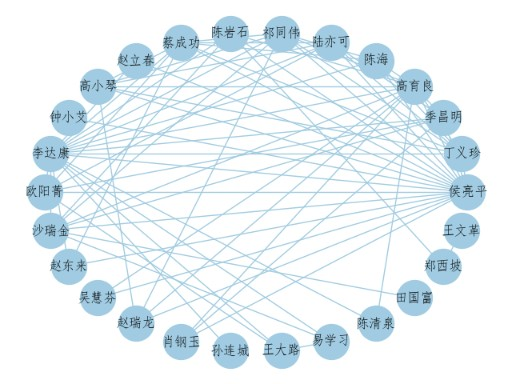 陈岩石
祁同伟
蔡成功
陆亦可
赵立春
陈海
高小琴
高育良
钟小艾
季昌明
李达康
丁义珍
欧阳菁
侯亮平
沙瑞金
王文革
赵东来
郑西坡
吴慧芬
田国富
赵瑞龙
陈清泉
肖钢玉
孙连城
王大路
易学习